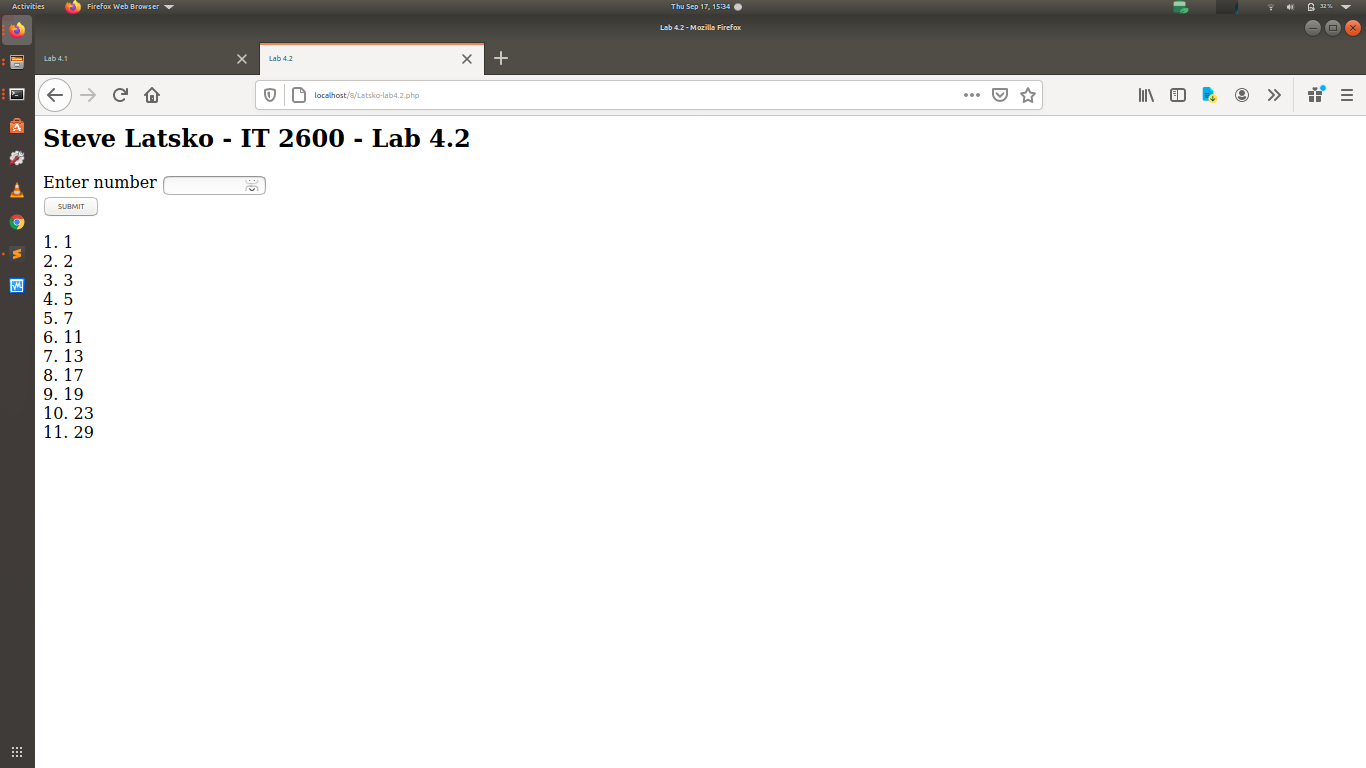 Activities Firefox Web Browser Thu Sep 17, 15:34 32%
Lab 4.2 - Mozilla Firefox
Lab 4.1 Lab 4.2
localhost/8/Latsko-lab4.2.php
Steve Latsko - IT 2600 - Lab 4.2
Enter number
SUBMIT
1. 1
2. 2
3. 3
4. 5
5. 7
6. 11
7. 13
8. 17
9. 19
10. 23
11. 29